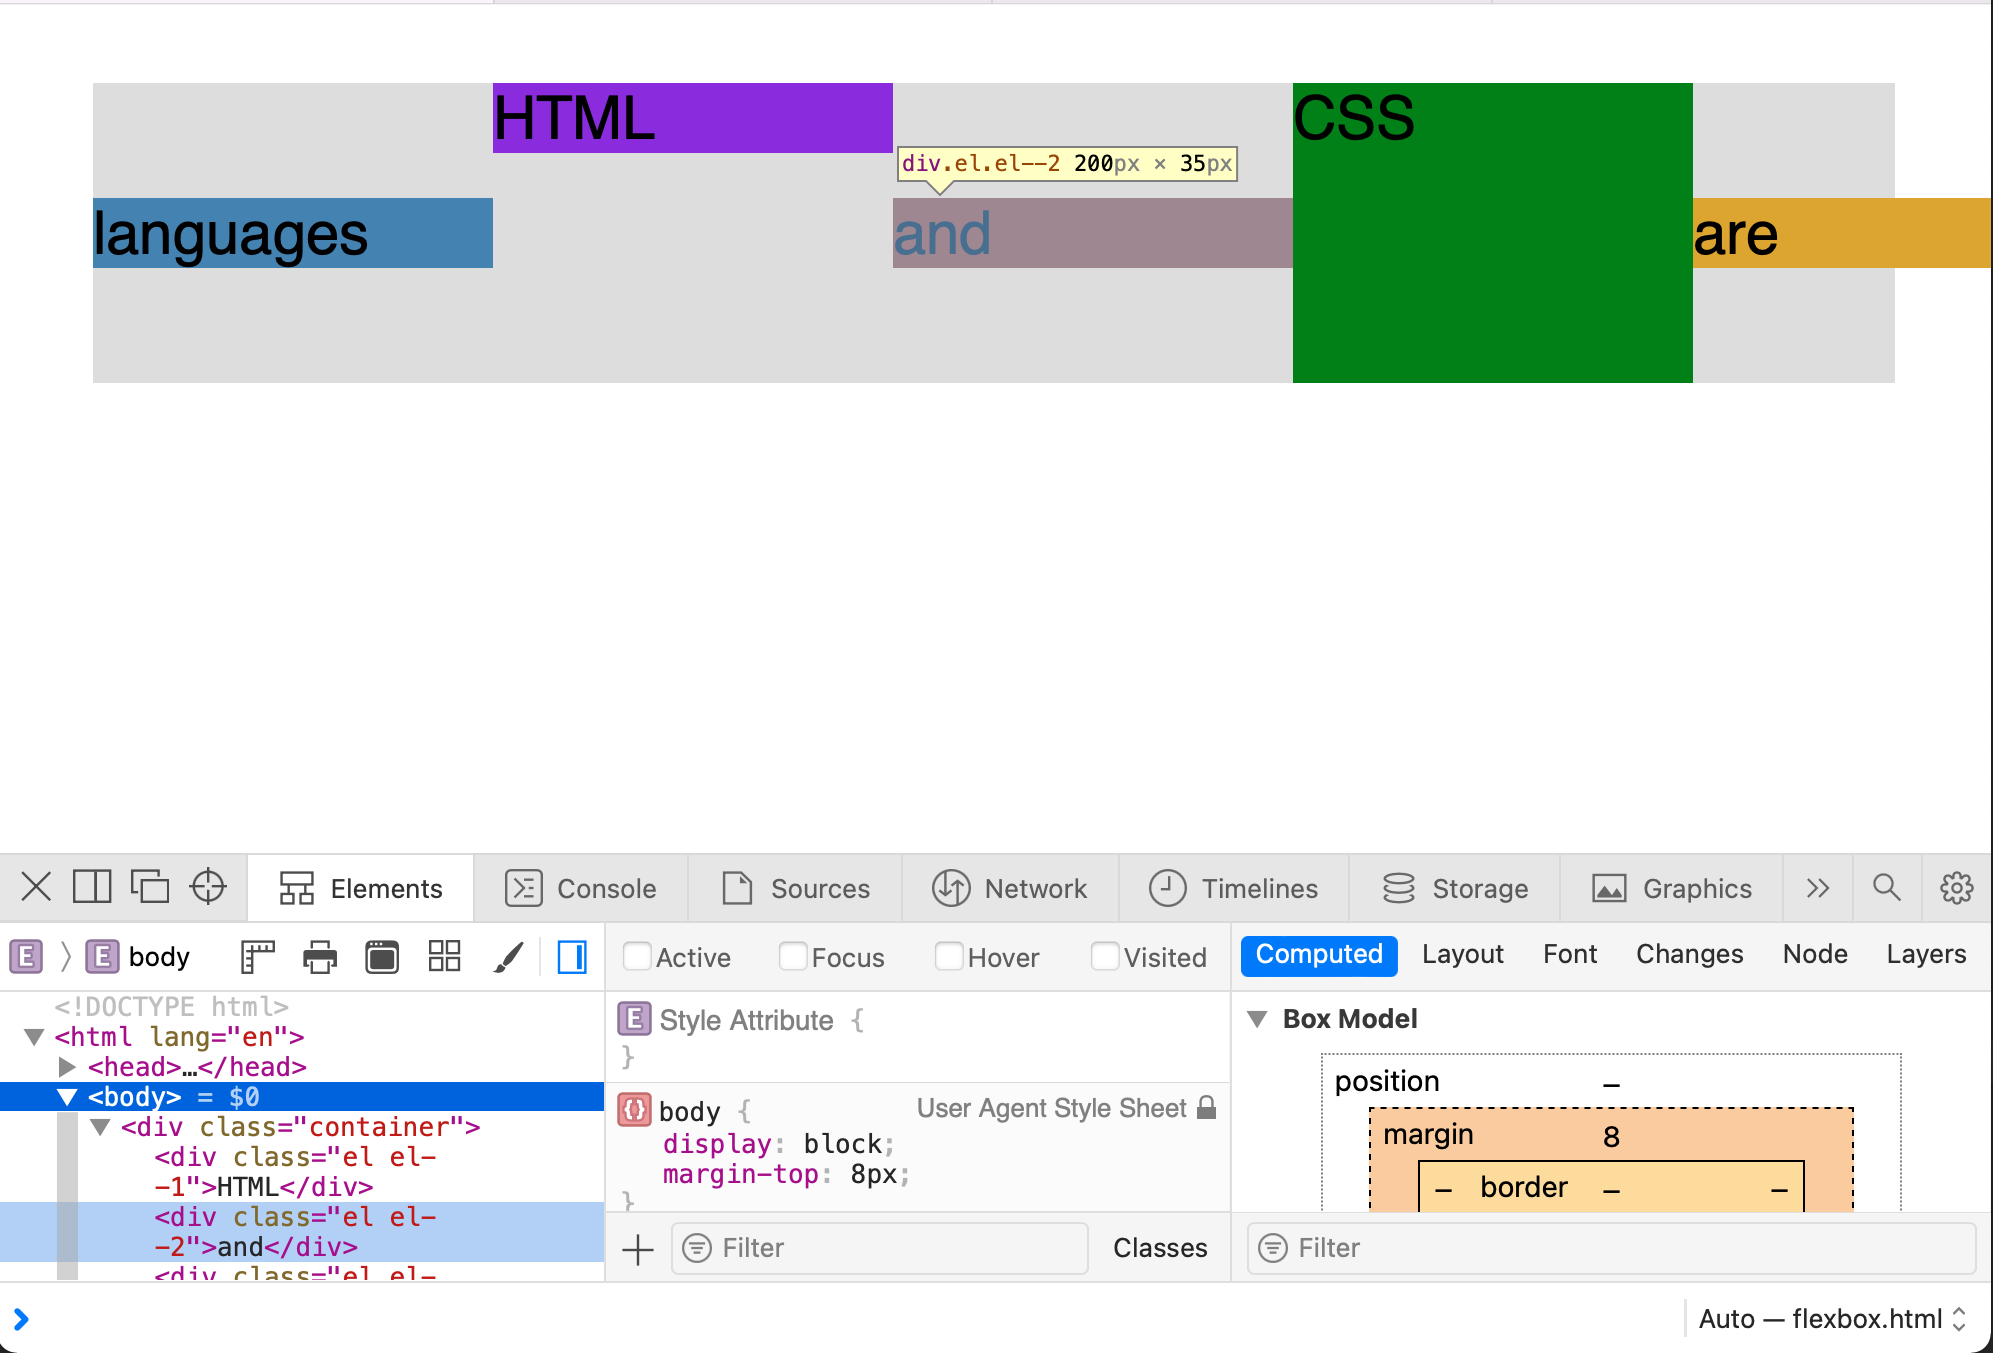 HTML
CSS
div.el.el--2 200px × 35px
languages
and
are
Elements
Console
Sources
Network
Timelines
Storage
Graphics
E
E body
Active
Focus
Hover
Visited
Computed
Layout
Font
Changes
Node
Layers
<!DOCTYPE html>
<html lang="en">
<head>…</head>
<body> = $0
<div class="container">
<div class="el el-
-1">HTML</div>
<div class="el el-
-2">and</div>
<div class="el el-
E Style Attribute {
}
{} body {
User Agent Style Sheet
display: block;
margin-top: 8px;
}
Filter
Classes
Box Model
position –
margin 8
– border – –
Filter
Auto — flexbox.html